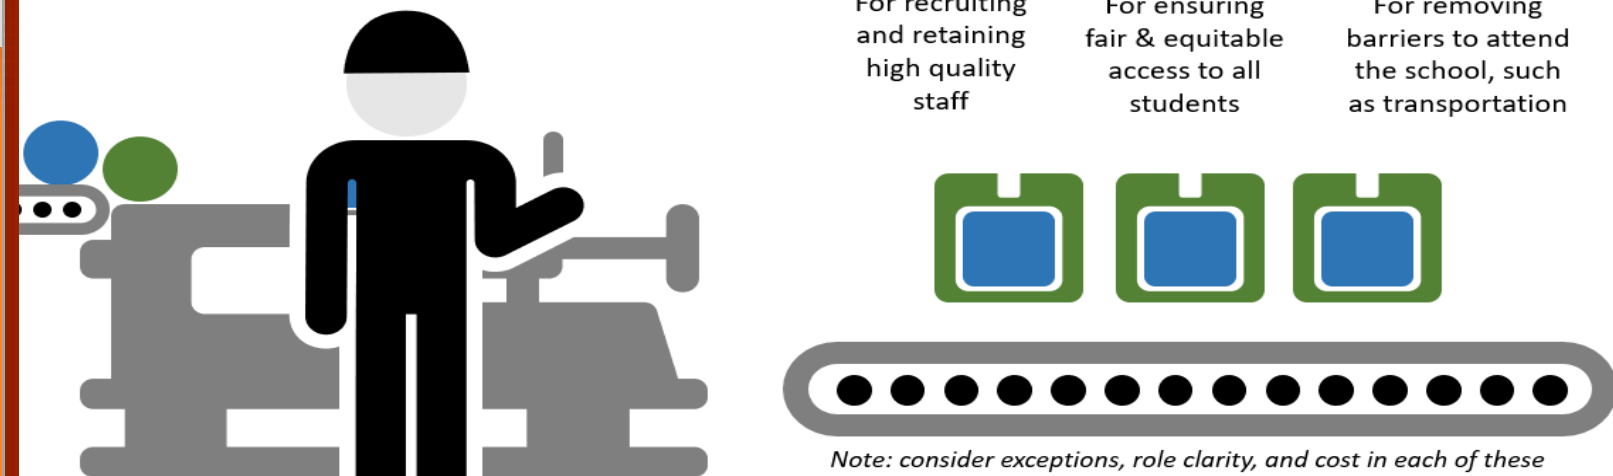 For recruiting
and retaining
high quality
staff
For ensuring
fair & equitable
access to all
students
For removing
barriers to attend
the school, such
as transportation
Note: consider exceptions, role clarity, and cost in each of these